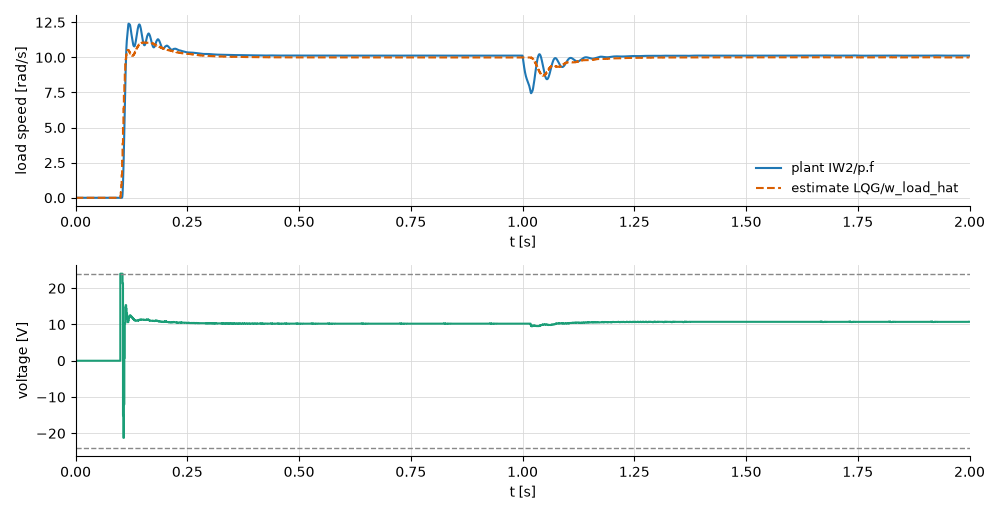 12.5
10.0
7.5
5.0
2.5
0.0
load speed [rad/s]
plant IW2/p.f
estimate LQG/w_load_hat
0.00 0.25 0.50 0.75 1.00 1.25 1.50 1.75 2.00
t [s]
20
10
0
−10
−20
voltage [V]
0.00 0.25 0.50 0.75 1.00 1.25 1.50 1.75 2.00
t [s]